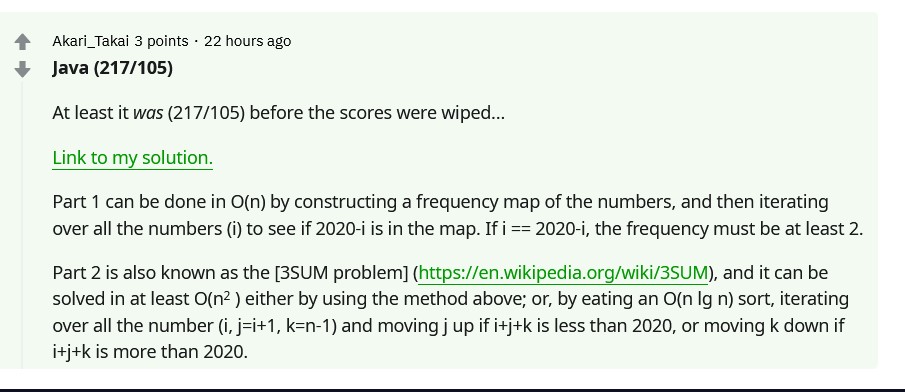 Akari_Takai 3 points · 22 hours ago
Java (217/105)
At least it was (217/105) before the scores were wiped...
Link to my solution.
Part 1 can be done in O(n) by constructing a frequency map of the numbers, and then iterating
over all the numbers (i) to see if 2020-i is in the map. If i == 2020-i, the frequency must be at least 2.
Part 2 is also known as the [3SUM problem] (https://en.wikipedia.org/wiki/3SUM), and it can be
solved in at least O(n² ) either by using the method above; or, by eating an O(n lg n) sort, iterating
over all the number (i, j=i+1, k=n-1) and moving j up if i+j+k is less than 2020, or moving k down if
i+j+k is more than 2020.